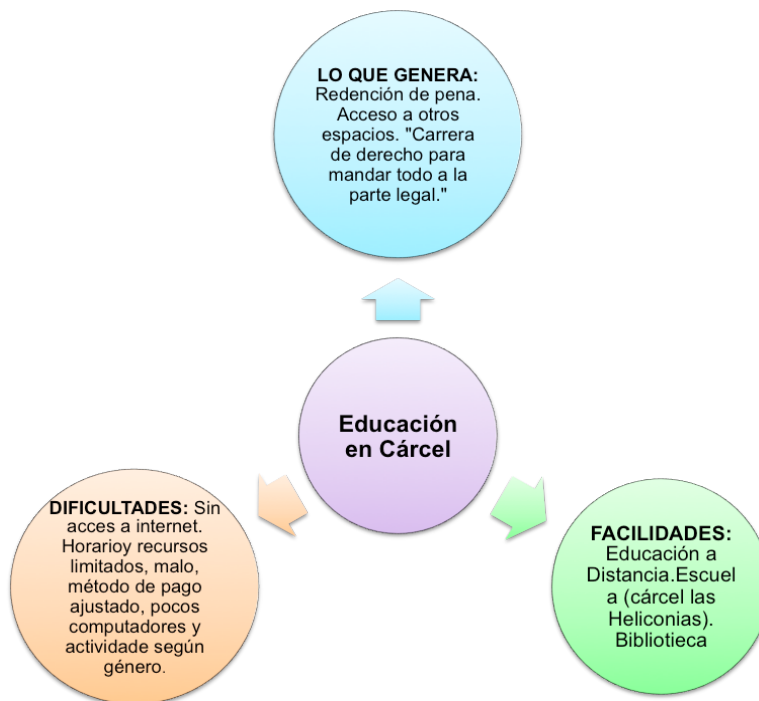 LO QUE GENERA:
Redención de pena.
Acceso a otros
espacios. "Carrera
de derecho para
mandar todo a la
parte legal."
Educación
en Cárcel
DIFICULTADES: Sin
acces a internet.
Horarioy recursos
limitados, malo,
método de pago
ajustado, pocos
computadores y
actividade según
género.
FACILIDADES:
Educación a
Distancia.Escuel
a (cárcel las
Heliconias).
Bibliotieca